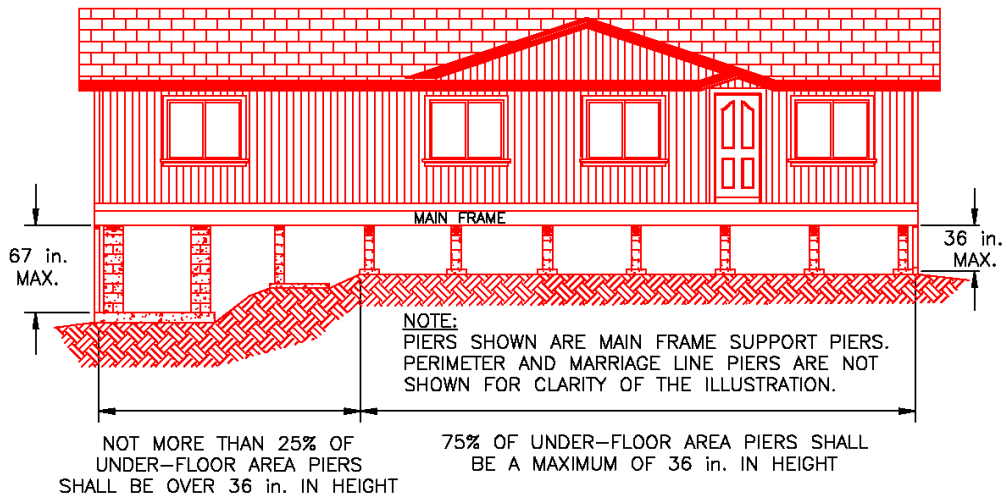 MAIN FRAME
67 in.
MAX.
36 in.
MAX.
NOTE:
PIERS SHOWN ARE MAIN FRAME SUPPORT PIERS.
PERIMETER AND MARRIAGE LINE PIERS ARE NOT
SHOWN FOR CLARITY OF THE ILLUSTRATION.
NOT MORE THAN 25% OF
UNDER-FLOOR AREA PIERS
SHALL BE OVER 36 in. IN HEIGHT
75% OF UNDER-FLOOR AREA PIERS SHALL
BE A MAXIMUM OF 36 in. IN HEIGHT